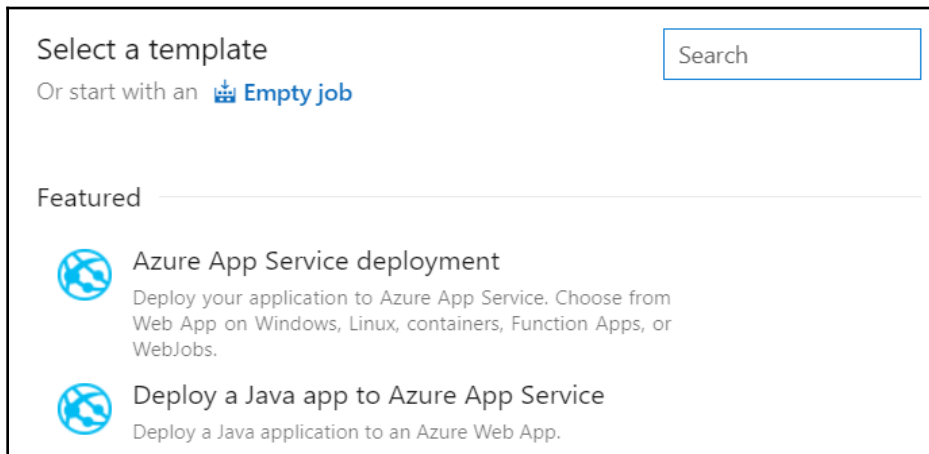 Select a template
Search
Or start with an Empty job
Featured
Azure App Service deployment
Deploy your application to Azure App Service. Choose from
Web App on Windows, Linux, containers, Function Apps, or
WebJobs.
Deploy a Java app to Azure App Service
Deploy a Java application to an Azure Web App.